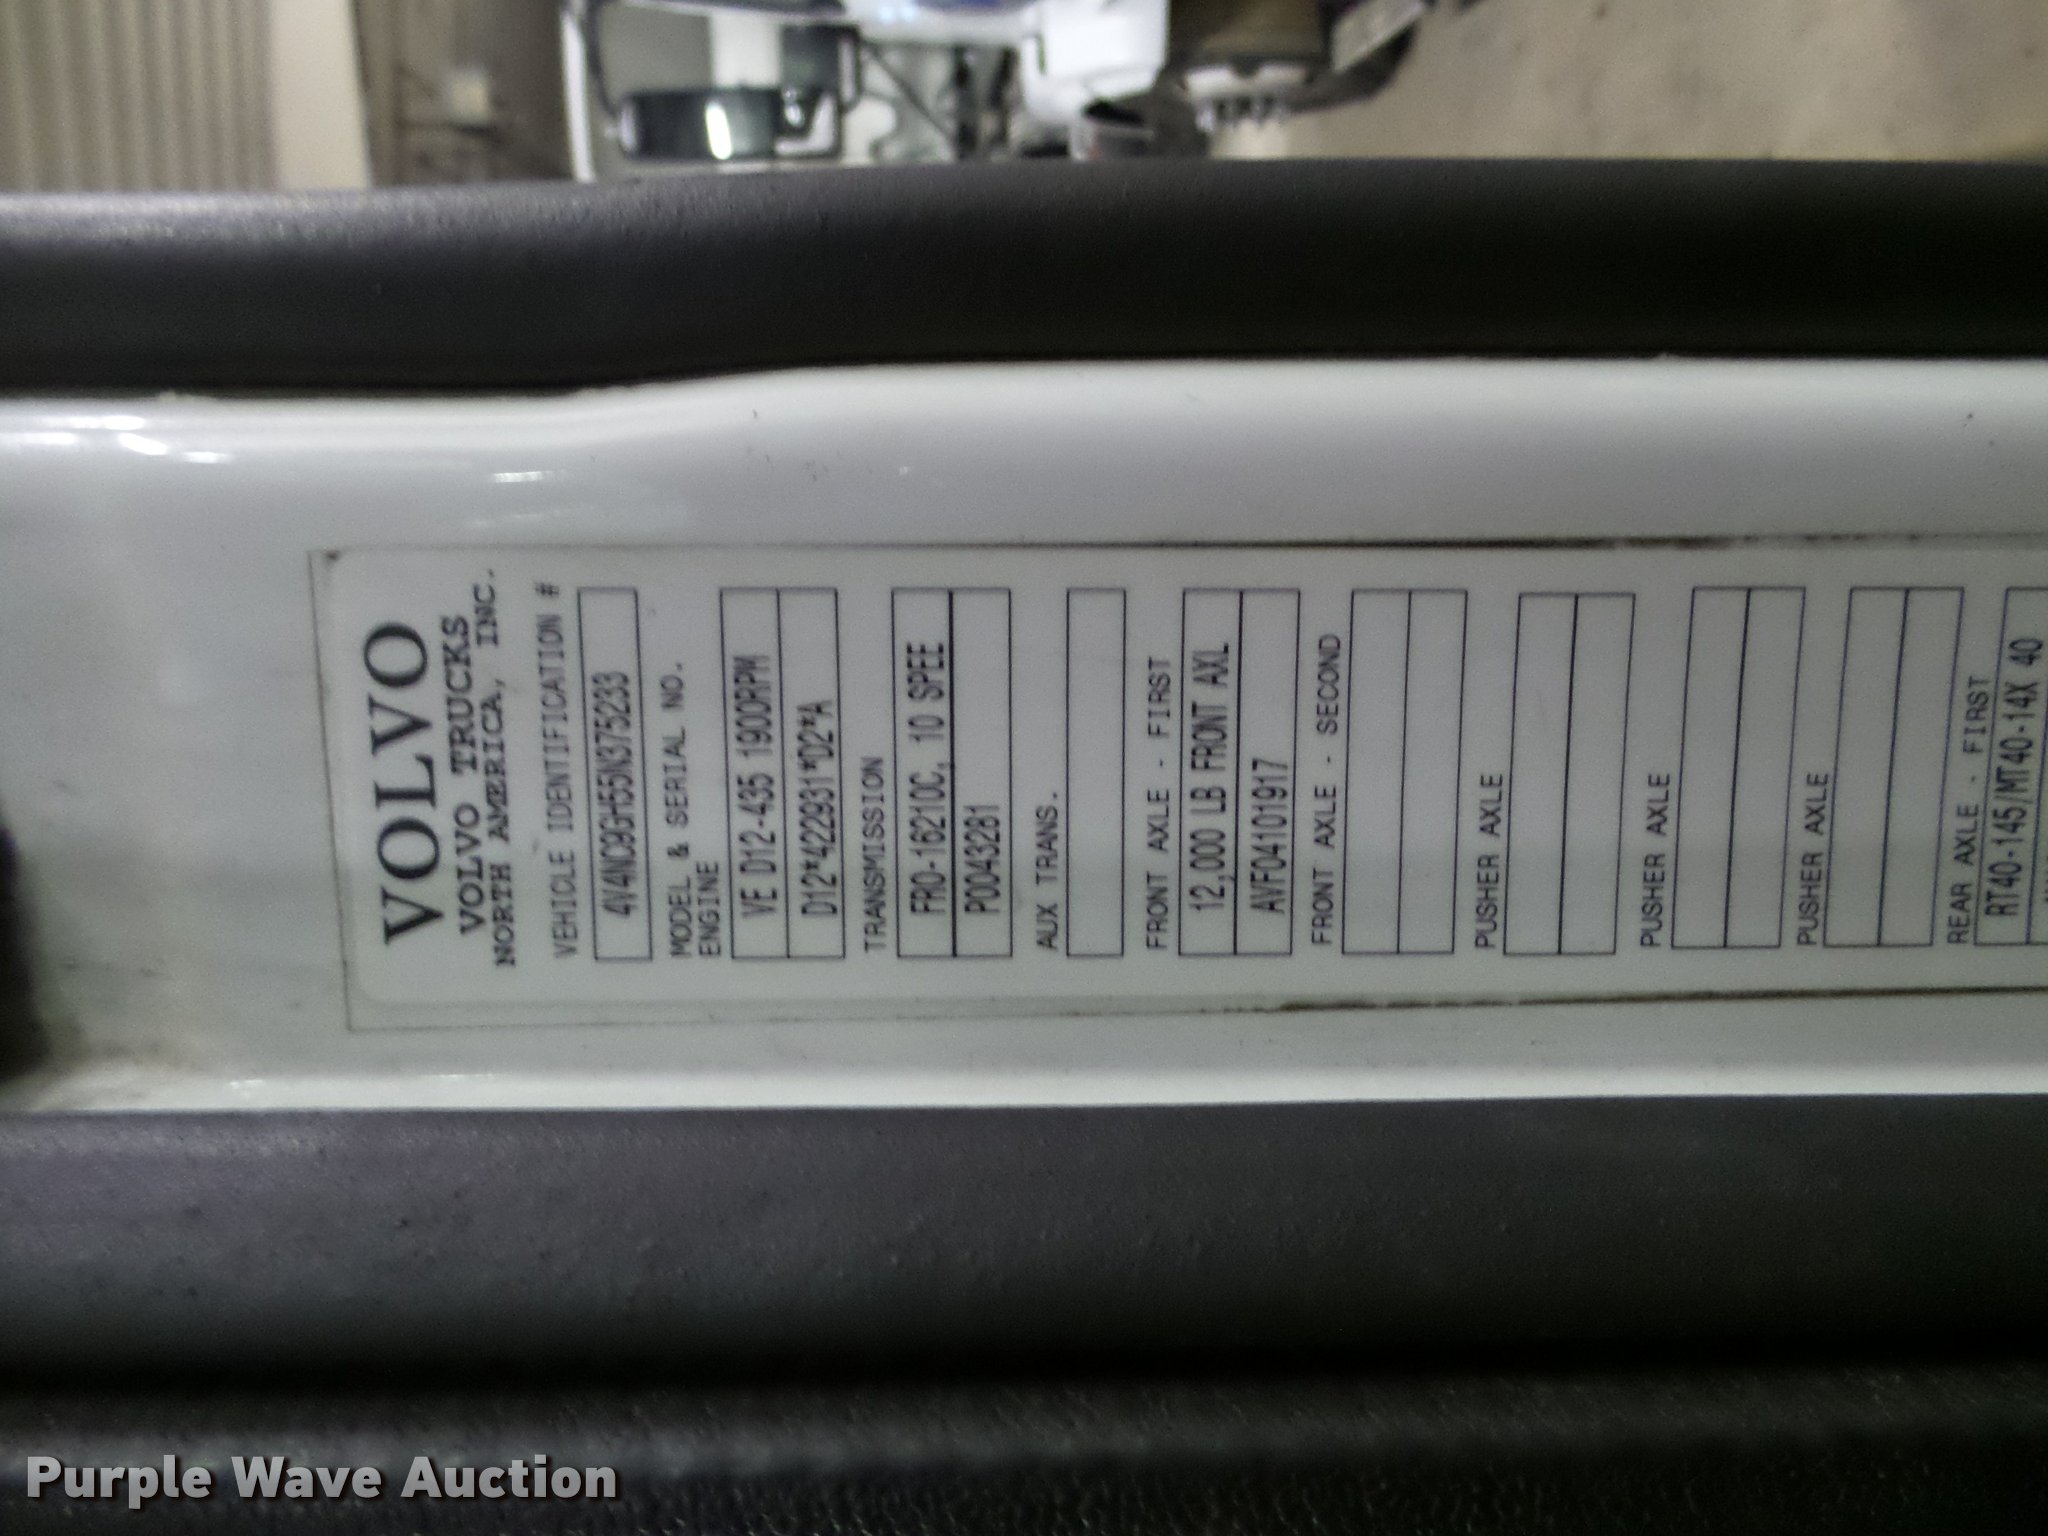 VOLVO
VOLVO TRUCKS
NORTH AMERICA, INC.
VEHICLE IDENTIFICATION #
4V4NC9GH55N375233
MODEL & SERIAL NO.
ENGINE
VE D12-435 1900RPM
D12*422931*D2*A
TRANSMISSION
FRO-16210C, 10 SPEE
P00432B1
AUX TRANS.
FRONT AXLE - FIRST
12,000 LB FRONT AXL
AVF04101917
FRONT AXLE - SECOND
PUSHER AXLE
PUSHER AXLE
PUSHER AXLE
REAR AXLE - FIRST
RT40-145/MT40-14X 40
Purple Wave Auction